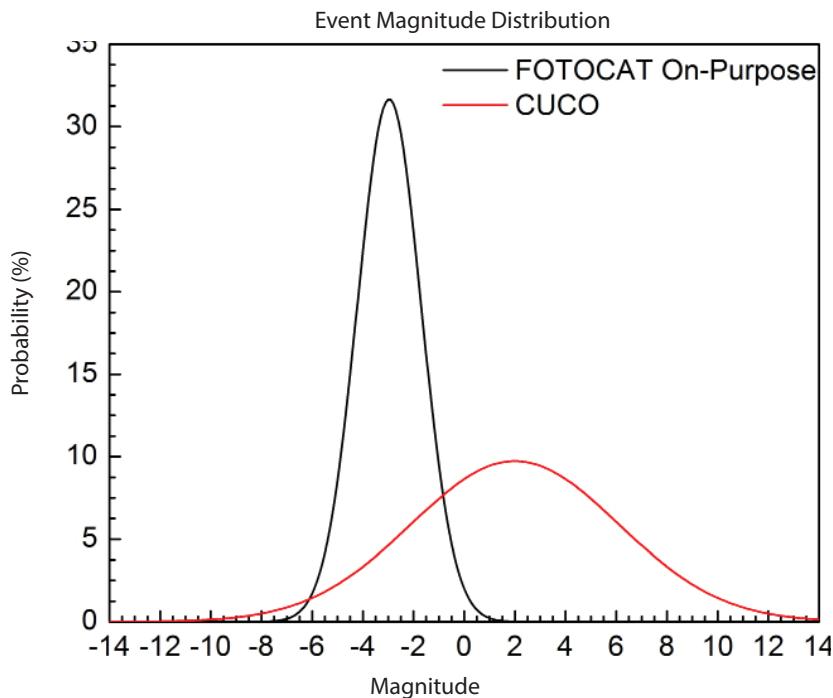 Event Magnitude Distribution
35
FOTOCAT On-Purpose
CUCO
30
25
20
15
10
5
0
Probability (%)
-14 -12 -10 -8 -6 -4 -2 0 2 4 6 8 10 12 14
Magnitude